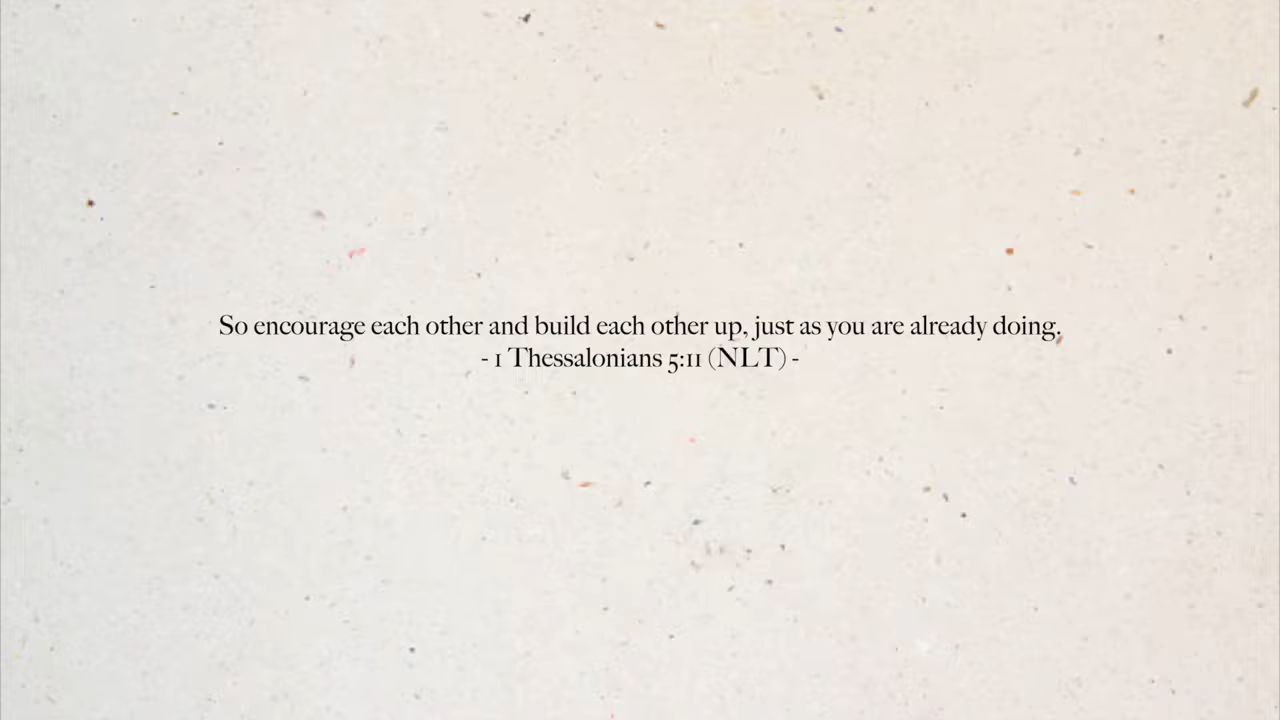 So encourage each other and build each other up, just as you are already doing.
- 1 Thessalonians 5:11 (NLT) -